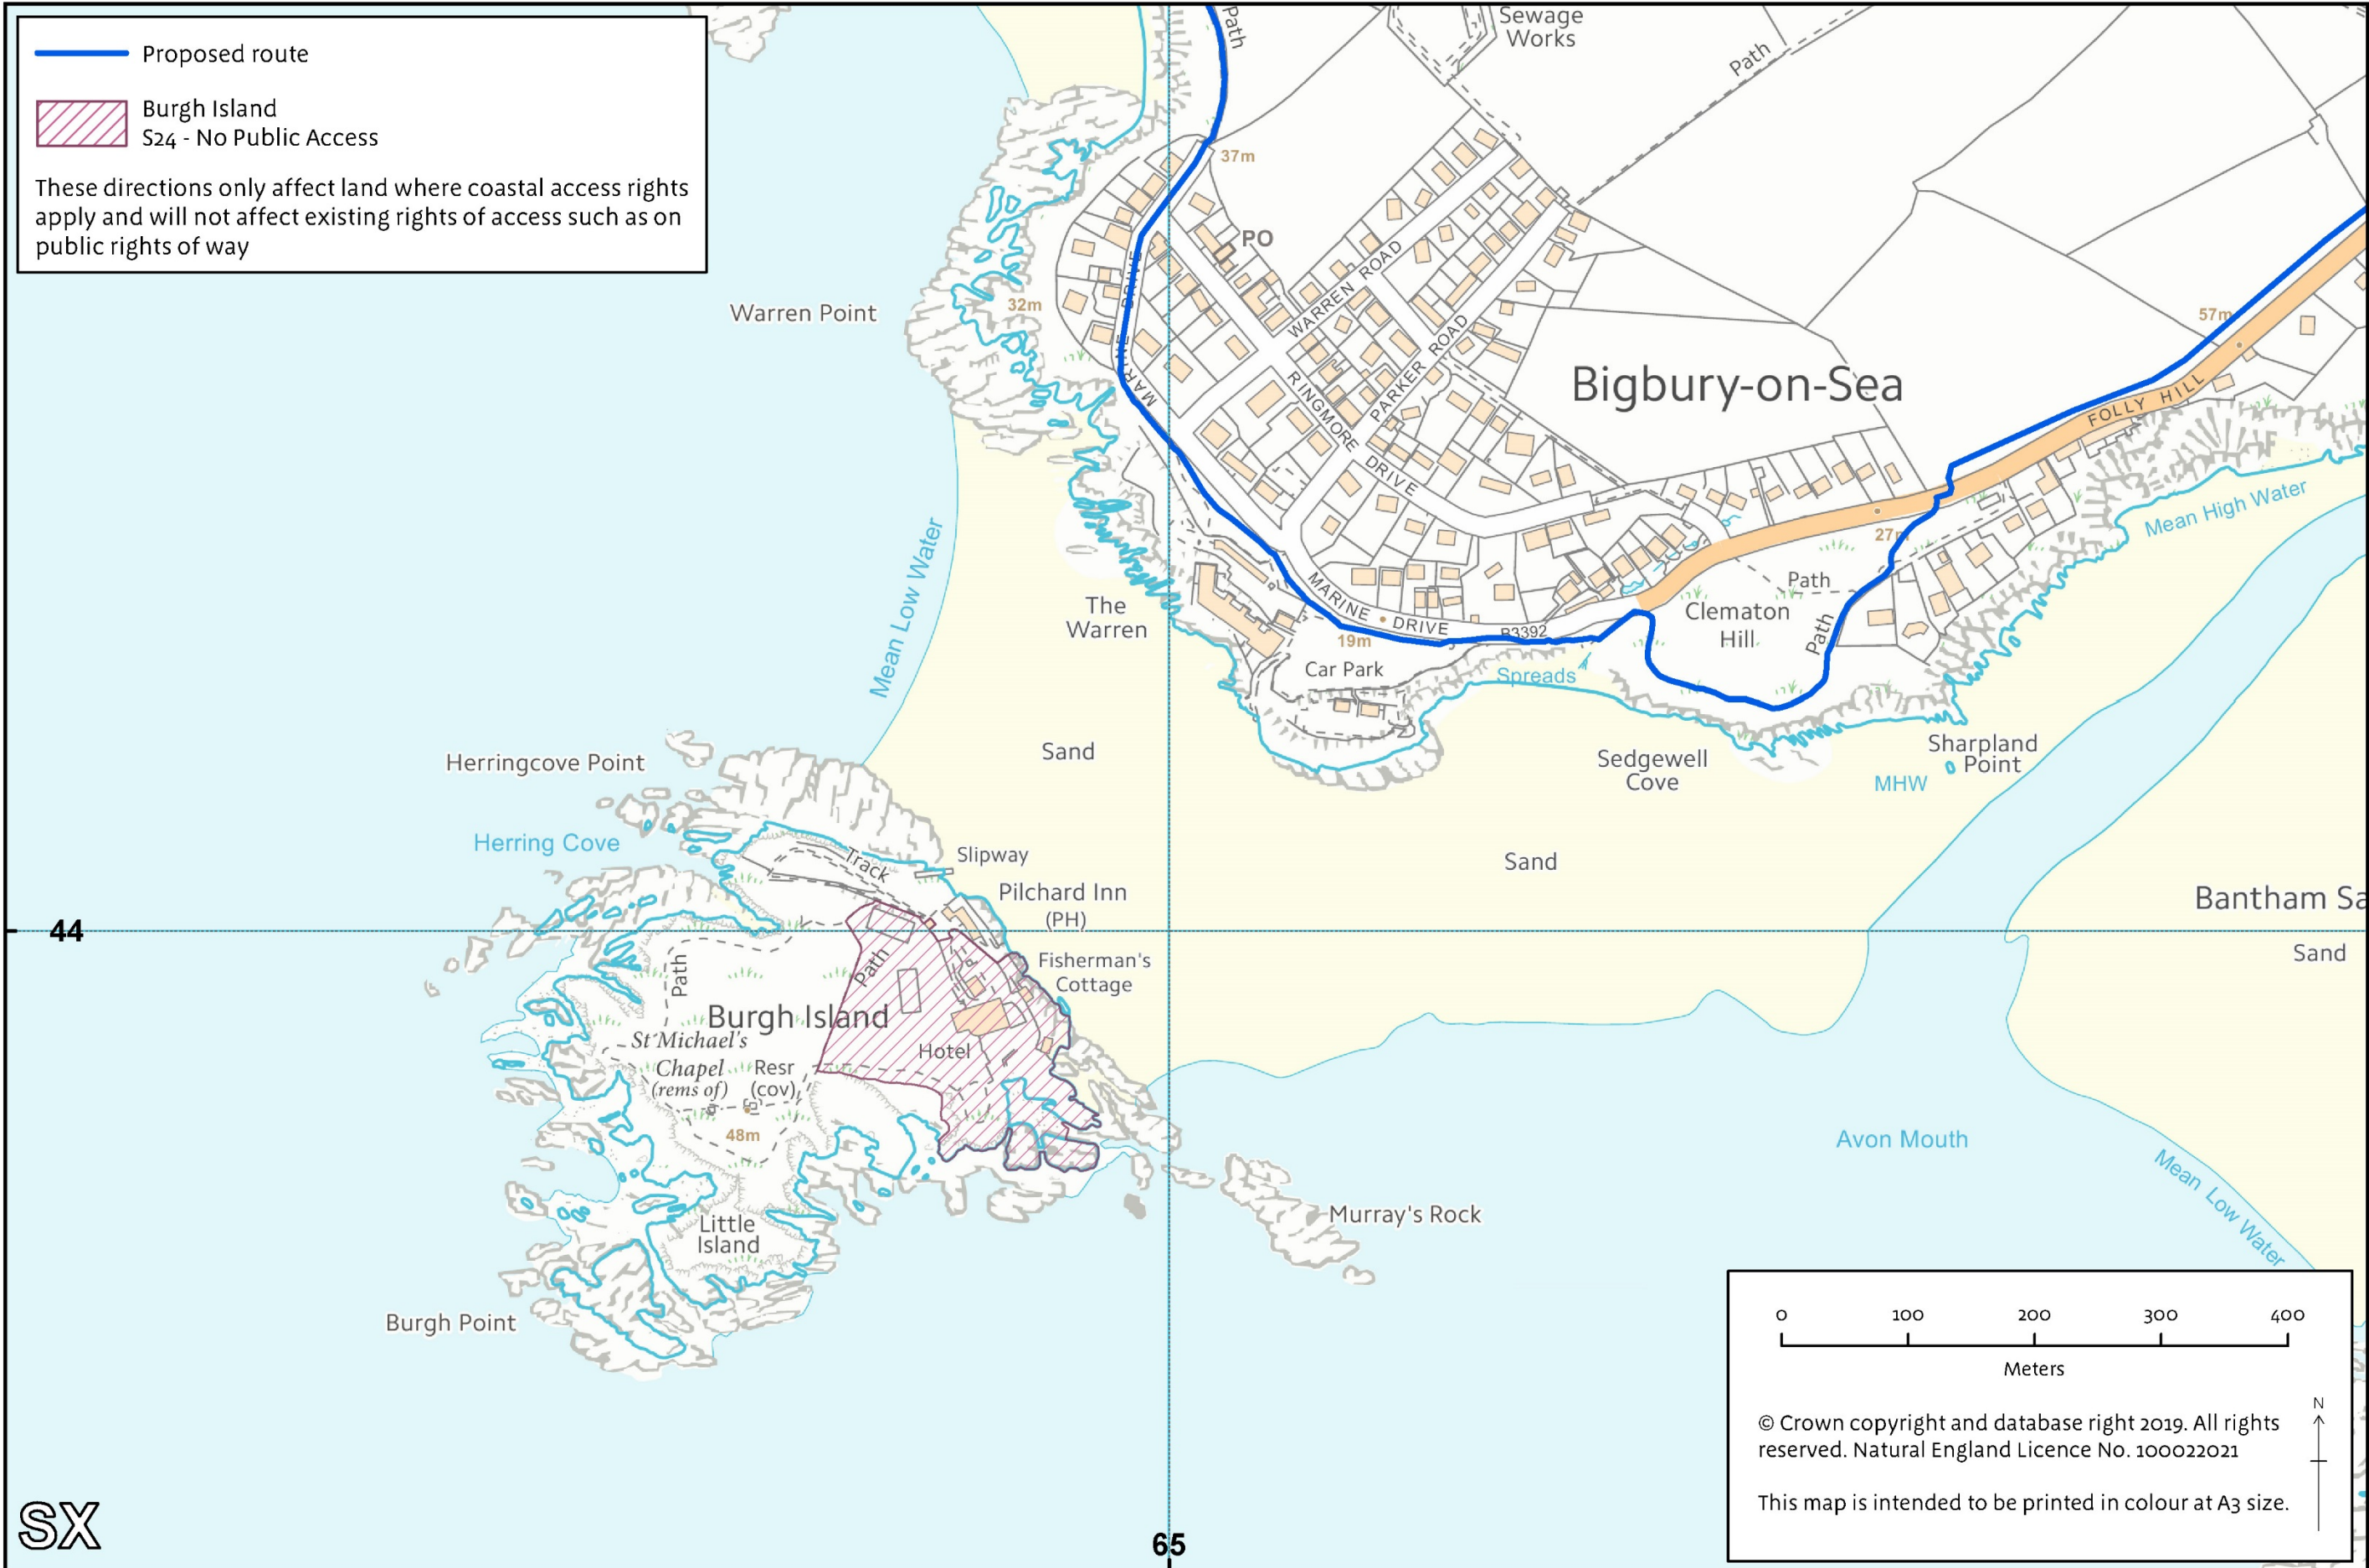 Proposed route
Burgh Island
S24 - No Public Access
These directions only affect land where coastal access rights
apply and will not affect existing rights of access such as on
public rights of way
Path
Sewage
Works
Path
37m
PO
WARREN ROAD
32m
Warren Point
MARINE DRIVE
PARKER ROAD
RINGMORE DRIVE
Bigbury-on-Sea
57m
FOLLY HILL
Mean High Water
27m
Path
Clematon
Hill
Path
Mean Low Water
The
Warren
MARINE DRIVE
B3392
19m
Car Park
Spreads
Sand
Sedgewell
Cove
Sharpland
Point
MHW
Herringcove Point
Herring Cove
Track
Slipway
Sand
Pilchard Inn
(PH)
Bantham Sa
44
Sand
Path
Path
Fisherman's
Cottage
Burgh Island
St Michael's
Chapel
(rems of)
Resr
(cov)
Hotel
48m
Avon Mouth
Mean Low Water
Little
Island
Murray's Rock
Burgh Point
0 100 200 300 400
Meters
N
© Crown copyright and database right 2019. All rights
reserved. Natural England Licence No. 100022021
This map is intended to be printed in colour at A3 size.
SX
65